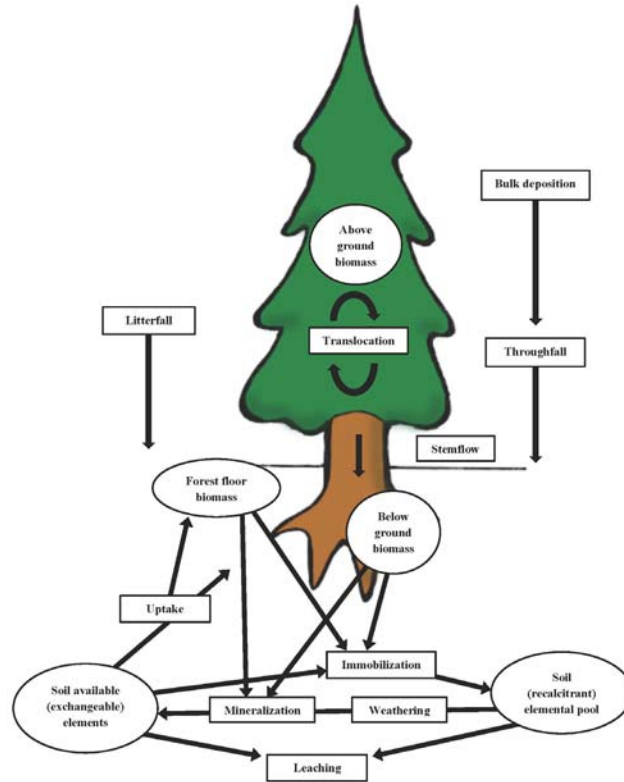 Bulk deposition
Above
ground
biomass
Litterfall
Translocation
Throughfall
Stemflow
Forest floor
biomass
Below
ground
biomass
Uptake
Immobilization
Soil available
(exchangeable)
elements
Soil
(recalcitrant)
elemental pool
Mineralization
Weathering
Leaching